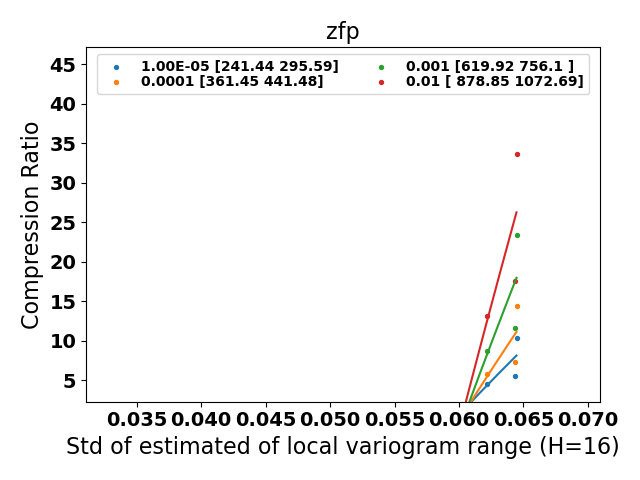 zfp
1.00E-05 [241.44 295.59]
0.0001 [361.45 441.48]
0.001 [619.92 756.1 ]
0.01 [ 878.85 1072.69]
Compression Ratio
45
40
35
30
25
20
15
10
5
0.035 0.040 0.045 0.050 0.055 0.060 0.065 0.070
Std of estimated of local variogram range (H=16)